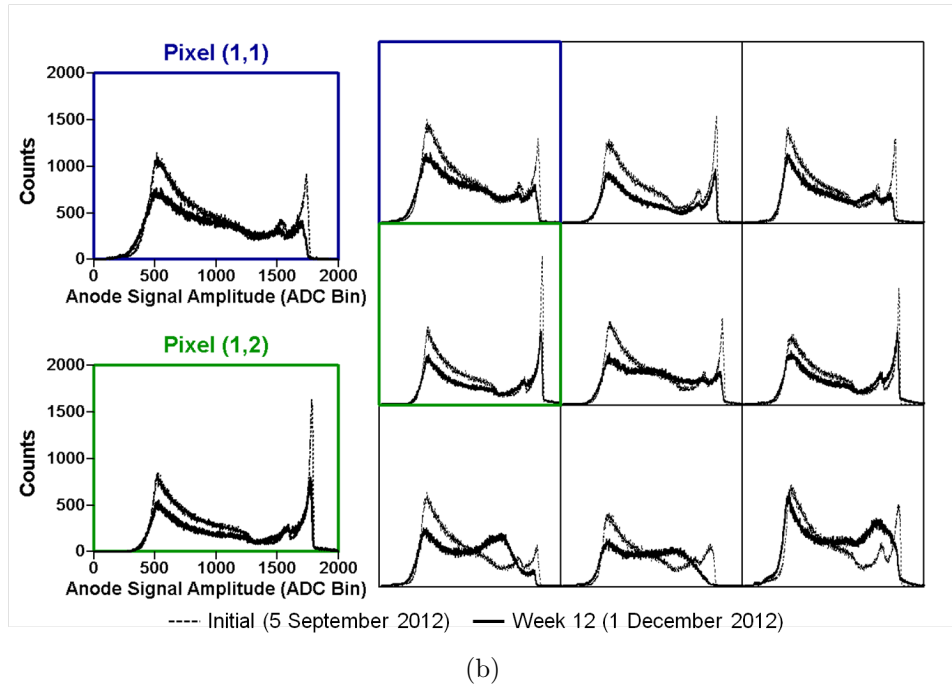 Pixel (1,1)
2000
1500
1000
500
0
Counts
0 500 1000 1500 2000
Anode Signal Amplitude (ADC Bin)
Pixel (1,2)
2000
1500
1000
500
0
Counts
0 500 1000 1500 2000
Anode Signal Amplitude (ADC Bin)
Initial (5 September 2012) Week 12 (1 December 2012)
(b)